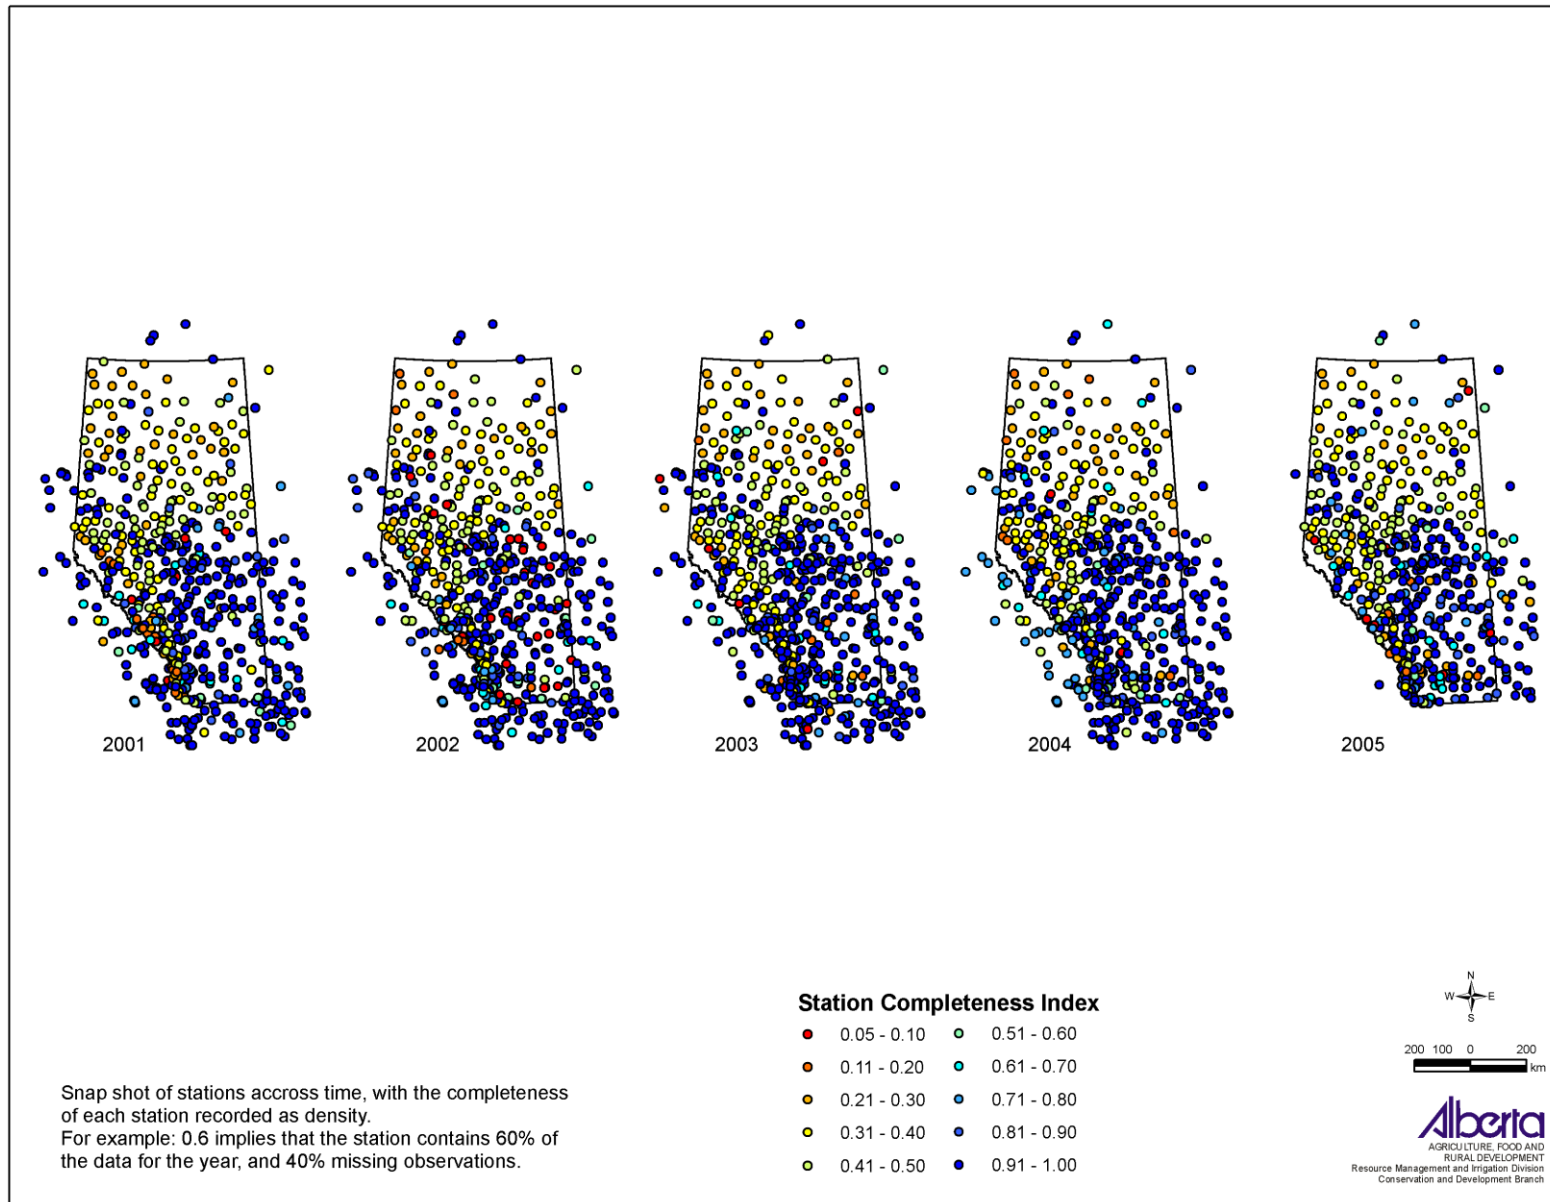 2001
2002
2003
2004
2005
Station Completeness Index
0.05 - 0.10
0.51 - 0.60
0.11 - 0.20
0.61 - 0.70
0.21 - 0.30
0.71 - 0.80
0.31 - 0.40
0.81 - 0.90
0.41 - 0.50
0.91 - 1.00
Snap shot of stations accross time, with the completeness
of each station recorded as density.
For example: 0.6 implies that the station contains 60% of
the data for the year, and 40% missing observations.
N
W E
S
200 100 0 200
km
Alberta
AGRICULTURE, FOOD AND
RURAL DEVELOPMENT
Resource Management and Irrigation Division
Conservation and Development Branch